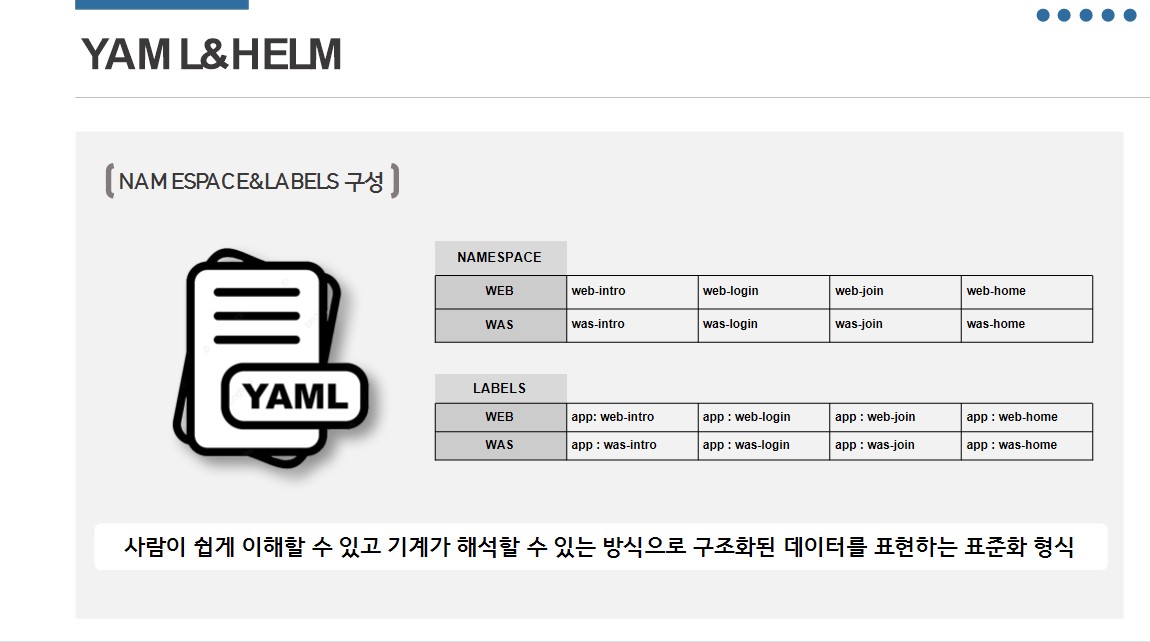 YAML&HELM
NAMESPACE&LABELS 구성
YAML
NAMESPACE
WEB web-intro web-login web-join web-home
WAS was-intro was-login was-join was-home
LABELS
WEB app: web-intro app : web-login app : web-join app : web-home
WAS app : was-intro app : was-login app : was-join app : was-home
사람이 쉽게 이해할 수 있고 기계가 해석할 수 있는 방식으로 구조화된 데이터를 표현하는 표준화 형식